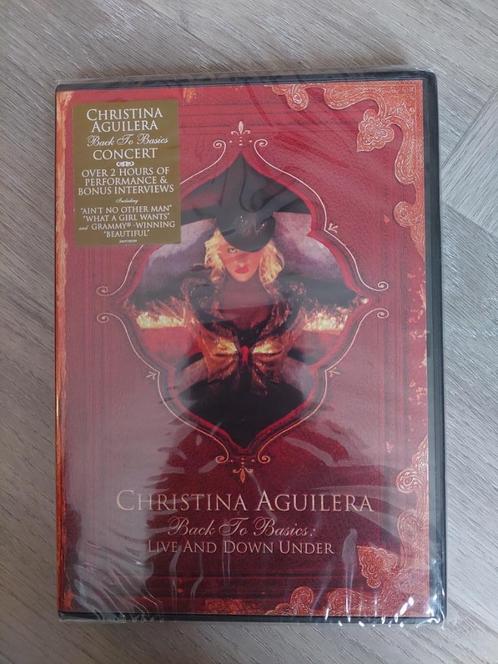 CHRISTINA
AGUILERA
Back To Basics
CONCERT
OVER 2 HOURS OF
PERFORMANCE &
BONUS INTERVIEWS
Including
"AIN'T NO OTHER MAN"
"WHAT A GIRL WANTS"
and GRAMMY®-WINNING
"BEAUTIFUL"
CHRISTINA AGUILERA
Back To Basics:
LIVE AND DOWN UNDER